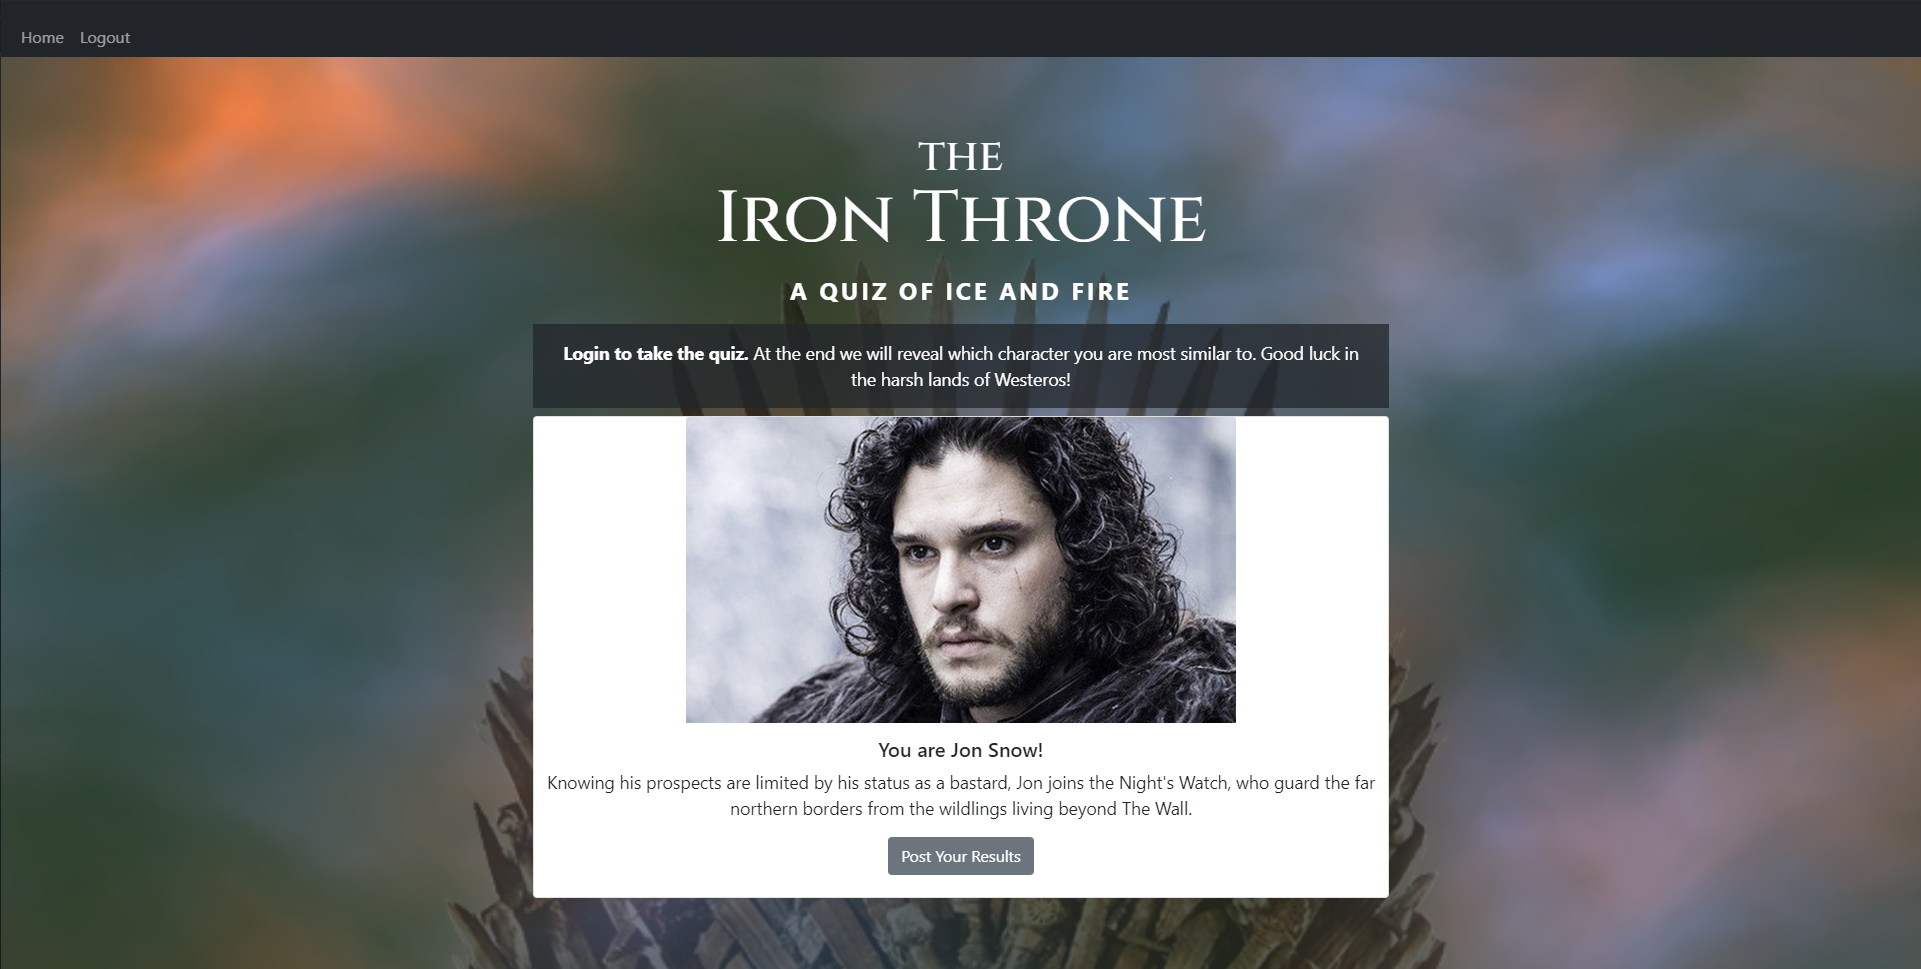 Home Logout
THE
IRON THRONE
A QUIZ OF ICE AND FIRE
Login to take the quiz. At the end we will reveal which character you are most similar to. Good luck in
the harsh lands of Westeros!
You are Jon Snow!
Knowing his prospects are limited by his status as a bastard, Jon joins the Night's Watch, who guard the far
northern borders from the wildlings living beyond The Wall.
Post Your Results